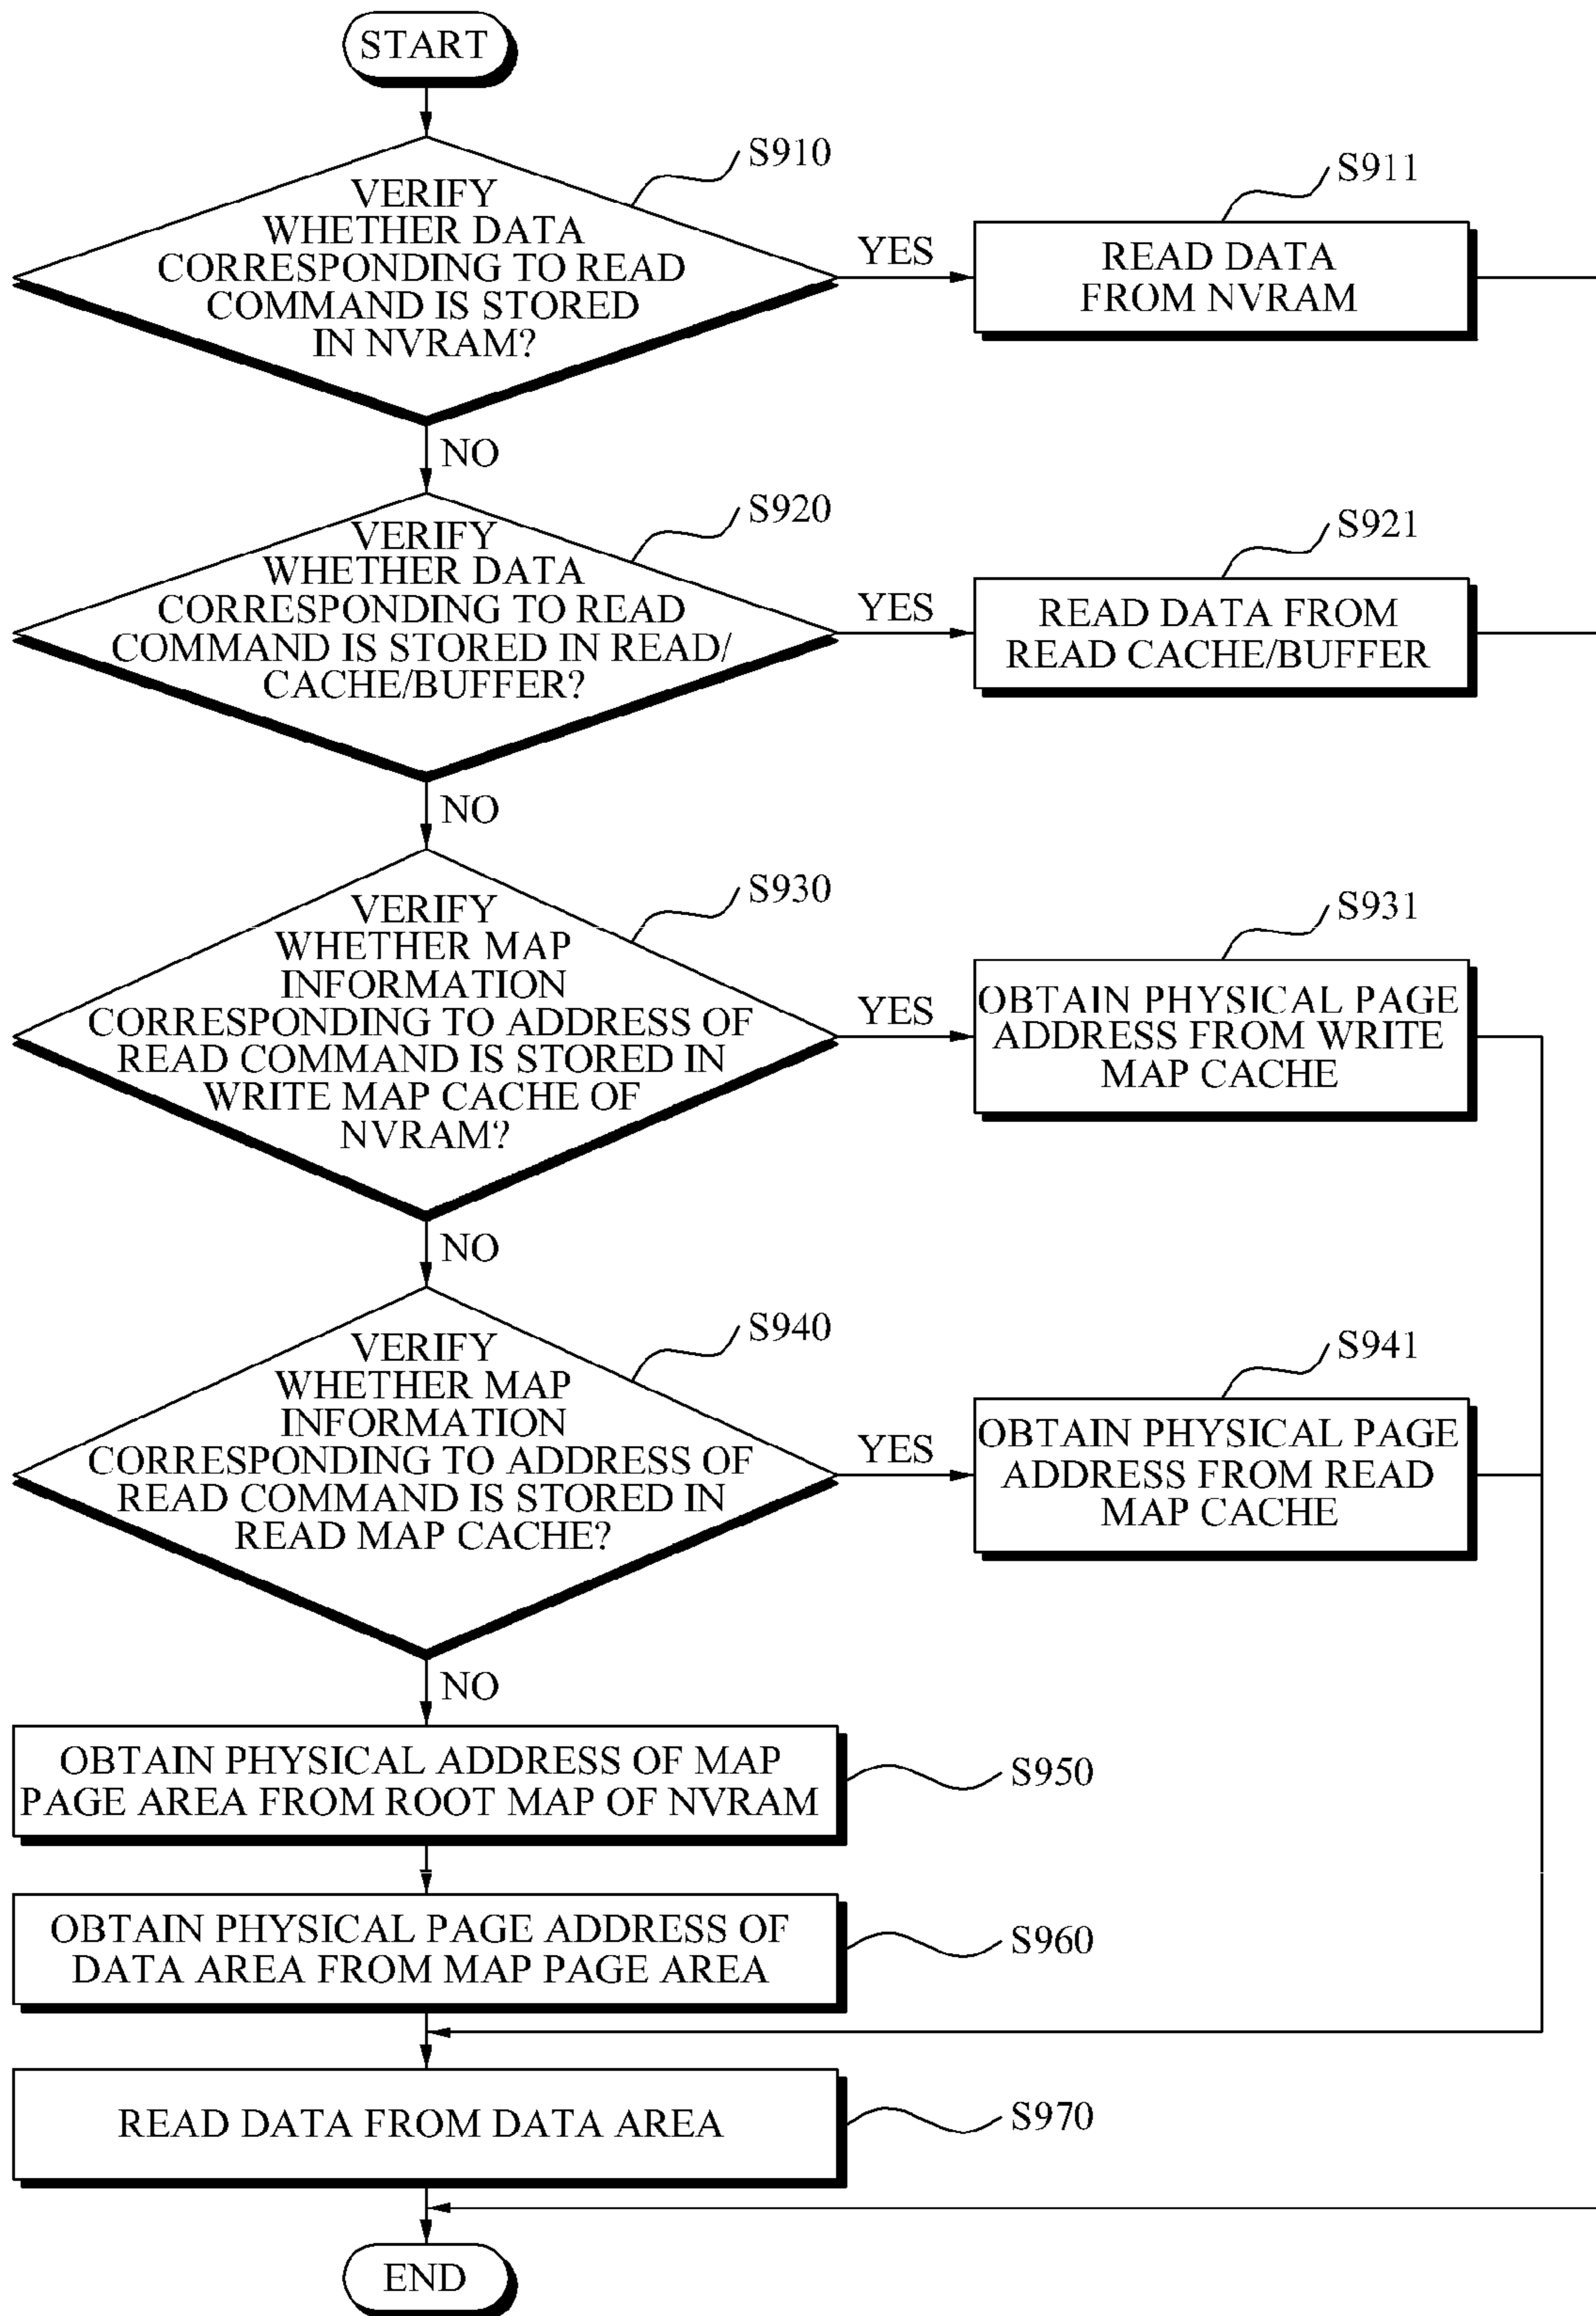 START
S910
VERIFY
WHETHER DATA
CORRESPONDING TO READ
COMMAND IS STORED
IN NVRAM?
YES
S911
READ DATA
FROM NVRAM
NO
S920
VERIFY
WHETHER DATA
CORRESPONDING TO READ
COMMAND IS STORED IN READ/
CACHE/BUFFER?
YES
S921
READ DATA FROM
READ CACHE/BUFFER
NO
S930
VERIFY
WHETHER MAP
INFORMATION
CORRESPONDING TO ADDRESS OF
READ COMMAND IS STORED IN
WRITE MAP CACHE OF
NVRAM?
YES
S931
OBTAIN PHYSICAL PAGE
ADDRESS FROM WRITE
MAP CACHE
NO
S940
VERIFY
WHETHER MAP
INFORMATION
CORRESPONDING TO ADDRESS OF
READ COMMAND IS STORED IN
READ MAP CACHE?
YES
S941
OBTAIN PHYSICAL PAGE
ADDRESS FROM READ
MAP CACHE
NO
OBTAIN PHYSICAL ADDRESS OF MAP
PAGE AREA FROM ROOT MAP OF NVRAM
S950
OBTAIN PHYSICAL PAGE ADDRESS OF
DATA AREA FROM MAP PAGE AREA
S960
READ DATA FROM DATA AREA
S970
END